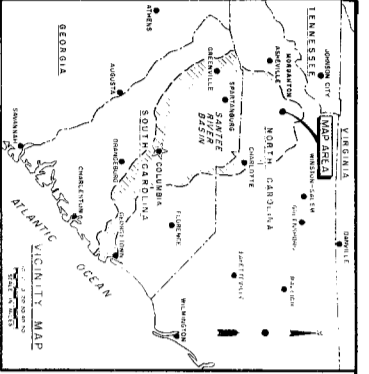 VIRGINIA
TENNESSEE
MAP AREA
JOHNSON CITY
DANVILLE
WINSTON-SALEM
GREENSBORO
MORGANTON
ASHEVILLE
RALEIGH
NORTH CAROLINA
CHARLOTTE
FAYETTEVILLE
SPARTANBURG
GREENVILLE
SANTEE
RIVER
BASIN
WILMINGTON
ATHENS
GEORGIA
SOUTH CAROLINA
COLUMBIA
FLORENCE
AUGUSTA
ORANGEBURG
GEORGETOWN
CHARLESTON
SAVANNAH
ATLANTIC OCEAN
VICINITY MAP
SCALE IN MILES